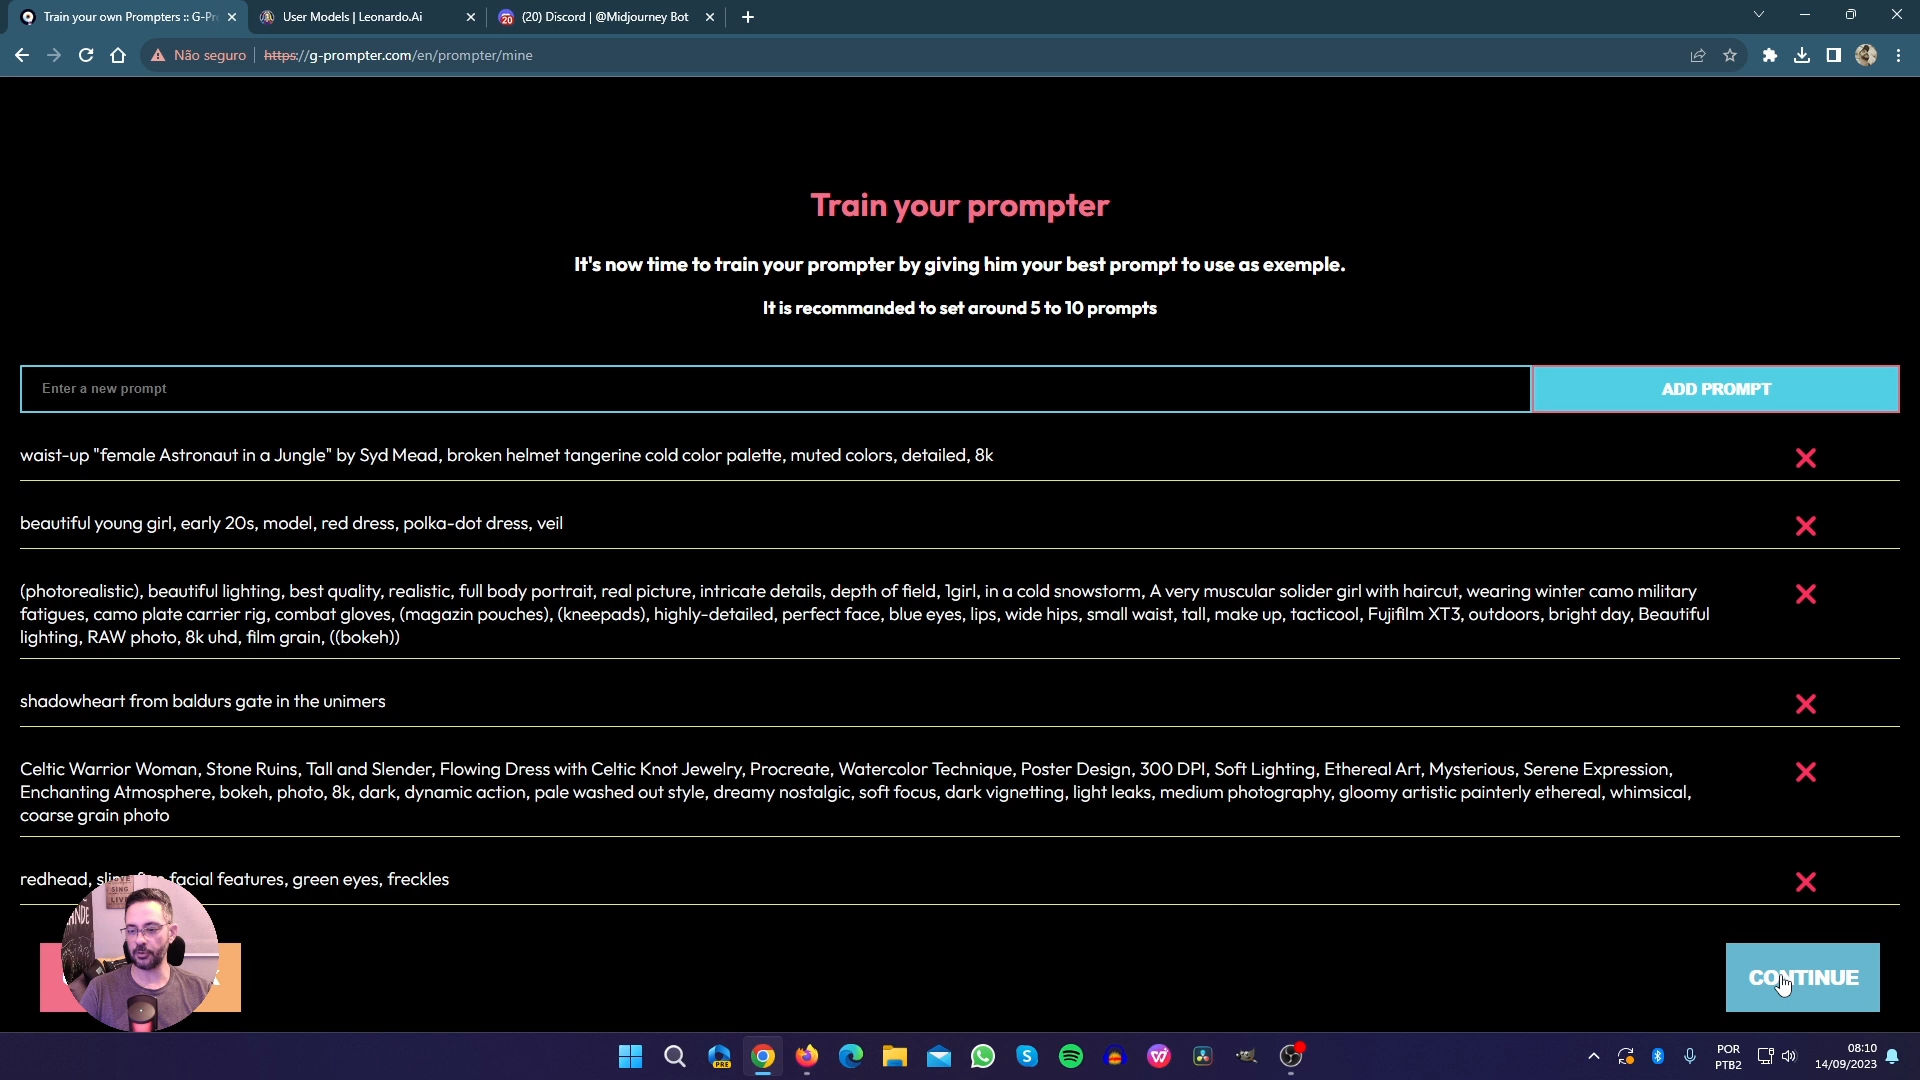 Train your own Prompters :: G-Pr
User Models | Leonardo.Ai
20
(20) Discord | @Midjourney Bot
Não seguro
https://g-prompter.com/en/prompter/mine
Train your prompter
It's now time to train your prompter by giving him your best prompt to use as exemple.
It is recommanded to set around 5 to 10 prompts
Enter a new prompt
ADD PROMPT
waist-up "female Astronaut in a Jungle" by Syd Mead, broken helmet tangerine cold color palette, muted colors, detailed, 8k
beautiful young girl, early 20s, model, red dress, polka-dot dress, veil
(photorealistic), beautiful lighting, best quality, realistic, full body portrait, real picture, intricate details, depth of field, 1girl, in a cold snowstorm, A very muscular solider girl with haircut, wearing winter camo military
fatigues, camo plate carrier rig, combat gloves, (magazin pouches), (kneepads), highly-detailed, perfect face, blue eyes, lips, wide hips, small waist, tall, make up, tacticool, Fujifilm XT3, outdoors, bright day, Beautiful
lighting, RAW photo, 8k uhd, film grain, ((bokeh))
shadowheart from baldurs gate in the unimers
Celtic Warrior Woman, Stone Ruins, Tall and Slender, Flowing Dress with Celtic Knot Jewelry, Procreate, Watercolor Technique, Poster Design, 300 DPI, Soft Lighting, Ethereal Art, Mysterious, Serene Expression,
Enchanting Atmosphere, bokeh, photo, 8k, dark, dynamic action, pale washed out style, dreamy nostalgic, soft focus, dark vignetting, light leaks, medium photography, gloomy artistic painterly ethereal, whimsical,
coarse grain photo
redhead, facial features, green eyes, freckles
LOVE
SING
LIVE
CONTINUE
PRE
POR
PTB2
08:10
14/09/2023